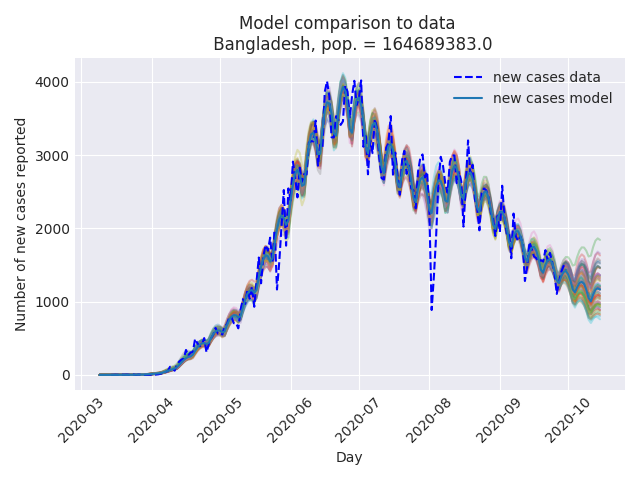 Model comparison to data
Bangladesh, pop. = 164689383.0
new cases data
new cases model
Number of new cases reported
4000
3000
2000
1000
0
2020-03
2020-04
2020-05
2020-06
2020-07
2020-08
2020-09
2020-10
Day